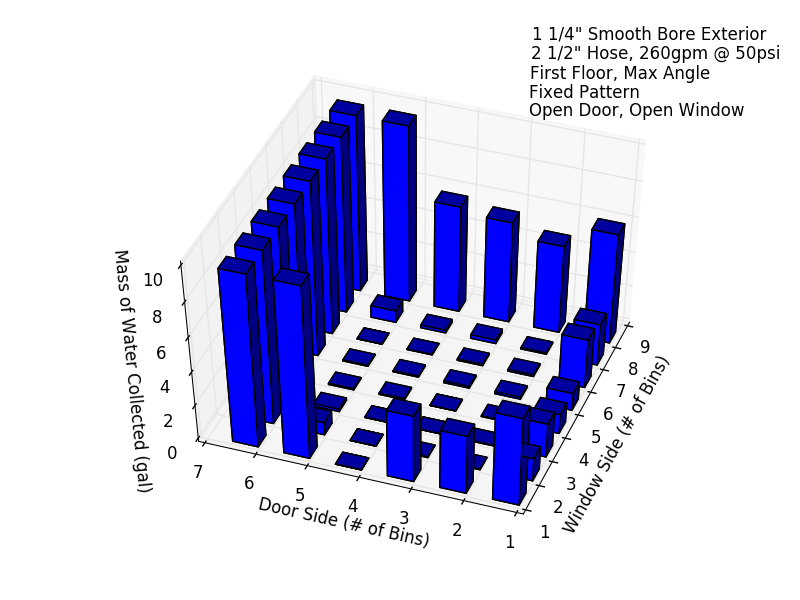 1 1/4" Smooth Bore Exterior
2 1/2" Hose, 260gpm @ 50psi
First Floor, Max Angle
Fixed Pattern
Open Door, Open Window
Mass of Water Collected (gal)
10
8
6
4
2
0
7
6
5
4
3
2
1
Door Side (# of Bins)
9
8
7
6
5
4
3
2
1
Window Side (# of Bins)